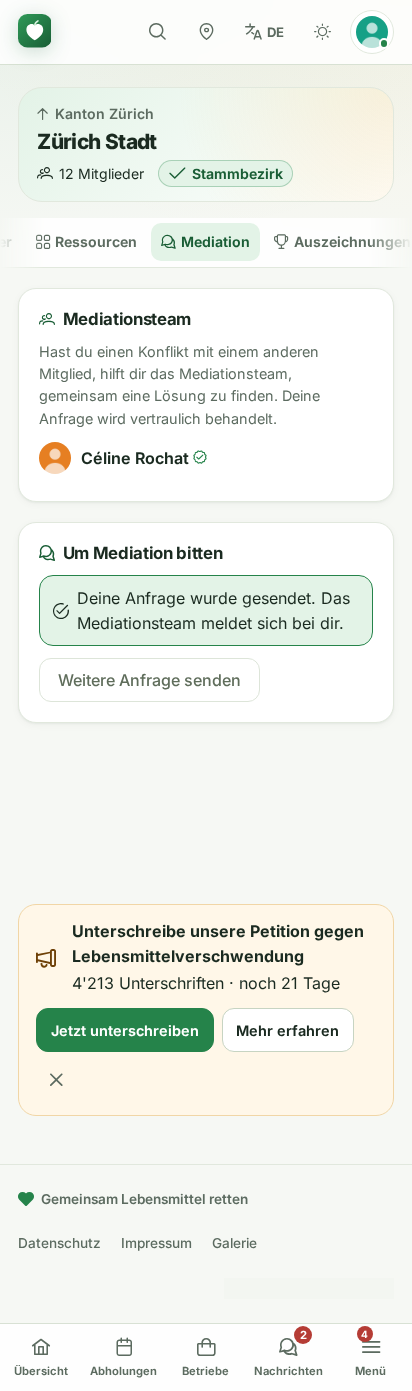 DE
Kanton Zürich
Zürich Stadt
12 Mitglieder Stammbezirk
er Ressourcen Mediation Auszeichnungen
Mediationsteam
Hast du einen Konflikt mit einem anderen
Mitglied, hilft dir das Mediationsteam,
gemeinsam eine Lösung zu finden. Deine
Anfrage wird vertraulich behandelt.
Céline Rochat
Um Mediation bitten
Deine Anfrage wurde gesendet. Das
Mediationsteam meldet sich bei dir.
Weitere Anfrage senden
Unterschreibe unsere Petition gegen
Lebensmittelverschwendung
4'213 Unterschriften · noch 21 Tage
Jetzt unterschreiben Mehr erfahren
Gemeinsam Lebensmittel retten
Datenschutz Impressum Galerie
2 4
Übersicht Abholungen Betriebe Nachrichten Menü